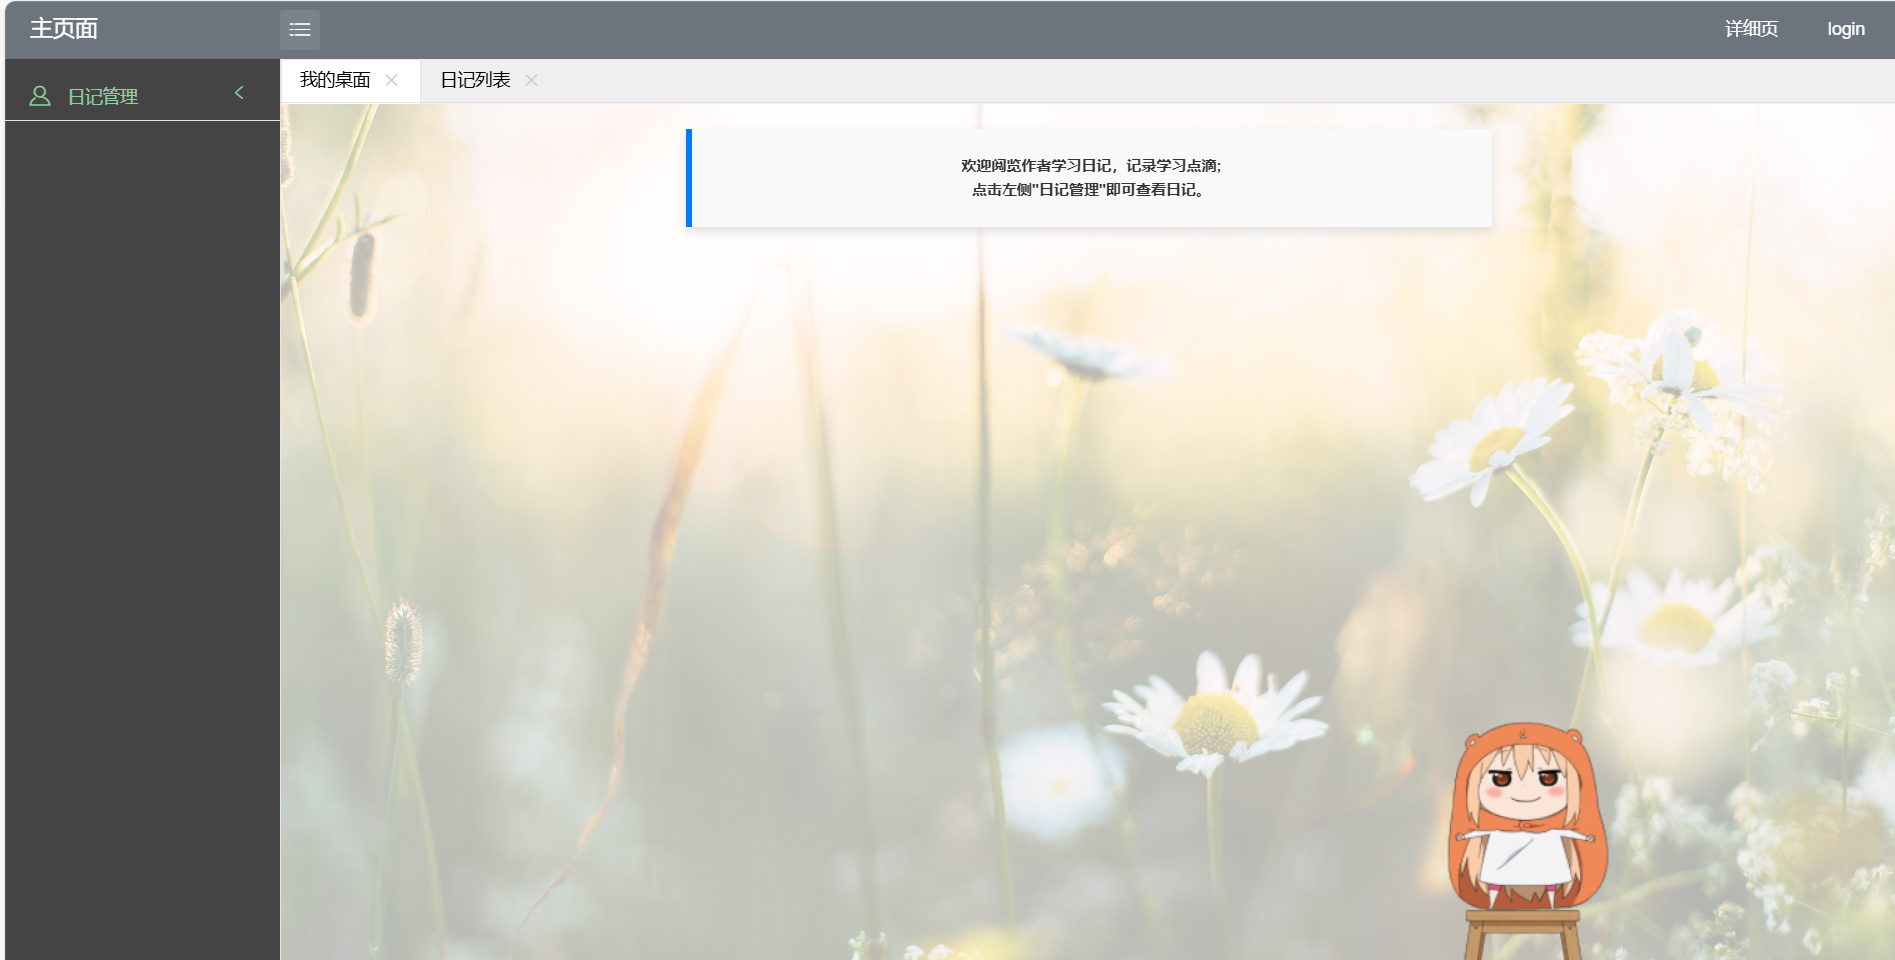 主页面
详细页
login
日记管理
我的桌面
日记列表
欢迎阅览作者学习日记，记录学习点滴;
点击左侧"日记管理"即可查看日记。